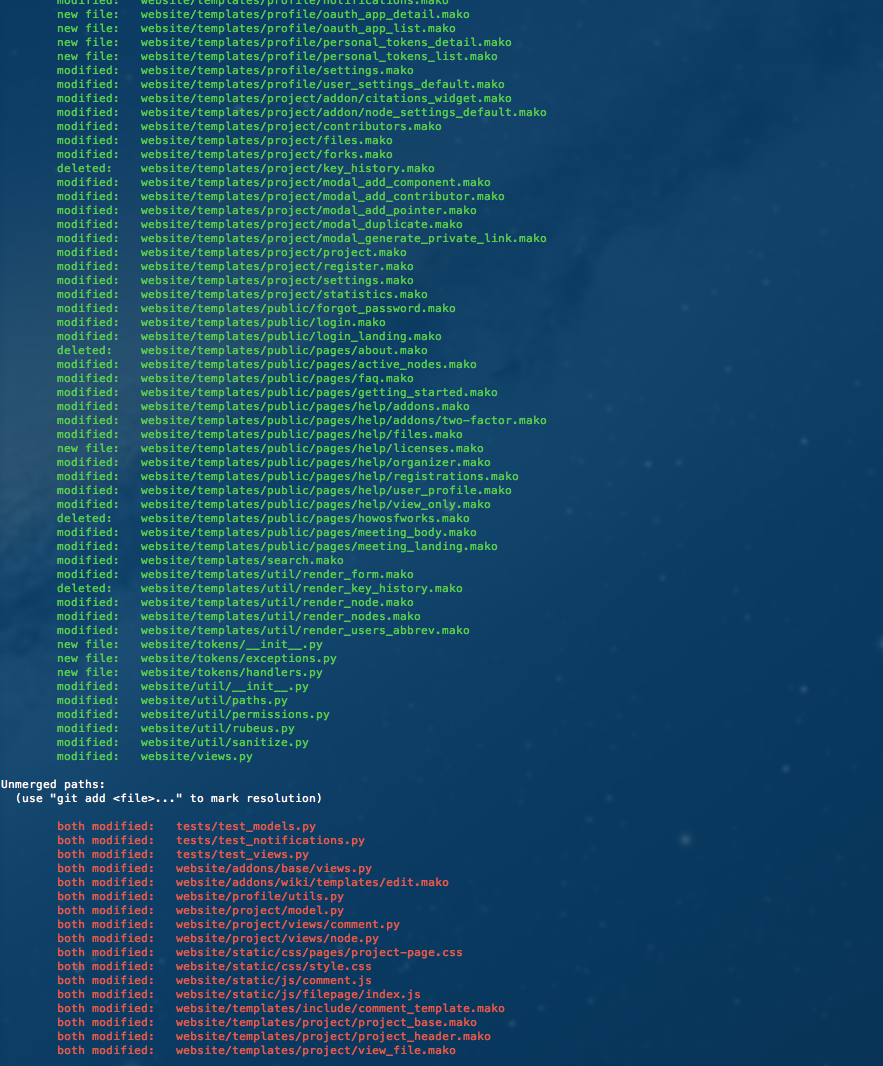 modified:   website/templates/profile/notifications.mako
new file:   website/templates/profile/oauth_app_detail.mako
new file:   website/templates/profile/oauth_app_list.mako
new file:   website/templates/profile/personal_tokens_detail.mako
new file:   website/templates/profile/personal_tokens_list.mako
modified:   website/templates/profile/settings.mako
modified:   website/templates/profile/user_settings_default.mako
modified:   website/templates/project/addon/citations_widget.mako
modified:   website/templates/project/addon/node_settings_default.mako
modified:   website/templates/project/contributors.mako
modified:   website/templates/project/files.mako
modified:   website/templates/project/forks.mako
deleted:    website/templates/project/key_history.mako
modified:   website/templates/project/modal_add_component.mako
modified:   website/templates/project/modal_add_contributor.mako
modified:   website/templates/project/modal_add_pointer.mako
modified:   website/templates/project/modal_duplicate.mako
modified:   website/templates/project/modal_generate_private_link.mako
modified:   website/templates/project/project.mako
modified:   website/templates/project/register.mako
modified:   website/templates/project/settings.mako
modified:   website/templates/project/statistics.mako
modified:   website/templates/public/forgot_password.mako
modified:   website/templates/public/login.mako
modified:   website/templates/public/login_landing.mako
deleted:    website/templates/public/pages/about.mako
modified:   website/templates/public/pages/active_nodes.mako
modified:   website/templates/public/pages/faq.mako
modified:   website/templates/public/pages/getting_started.mako
modified:   website/templates/public/pages/help/addons.mako
modified:   website/templates/public/pages/help/addons/two-factor.mako
modified:   website/templates/public/pages/help/files.mako
new file:   website/templates/public/pages/help/licenses.mako
modified:   website/templates/public/pages/help/organizer.mako
modified:   website/templates/public/pages/help/registrations.mako
modified:   website/templates/public/pages/help/user_profile.mako
modified:   website/templates/public/pages/help/view_only.mako
deleted:    website/templates/public/pages/howosfworks.mako
modified:   website/templates/public/pages/meeting_body.mako
modified:   website/templates/public/pages/meeting_landing.mako
modified:   website/templates/search.mako
modified:   website/templates/util/render_form.mako
deleted:    website/templates/util/render_key_history.mako
modified:   website/templates/util/render_node.mako
modified:   website/templates/util/render_nodes.mako
modified:   website/templates/util/render_users_abbrev.mako
new file:   website/tokens/__init__.py
new file:   website/tokens/exceptions.py
new file:   website/tokens/handlers.py
modified:   website/util/__init__.py
modified:   website/util/paths.py
modified:   website/util/permissions.py
modified:   website/util/rubeus.py
modified:   website/util/sanitize.py
modified:   website/views.py
Unmerged paths:
(use "git add <file>..." to mark resolution)
both modified:   tests/test_models.py
both modified:   tests/test_notifications.py
both modified:   tests/test_views.py
both modified:   website/addons/base/views.py
both modified:   website/addons/wiki/templates/edit.mako
both modified:   website/profile/utils.py
both modified:   website/project/model.py
both modified:   website/project/views/comment.py
both modified:   website/project/views/node.py
both modified:   website/static/css/pages/project-page.css
both modified:   website/static/css/style.css
both modified:   website/static/js/comment.js
both modified:   website/static/js/filepage/index.js
both modified:   website/templates/include/comment_template.mako
both modified:   website/templates/project/project_base.mako
both modified:   website/templates/project/project_header.mako
both modified:   website/templates/project/view_file.mako